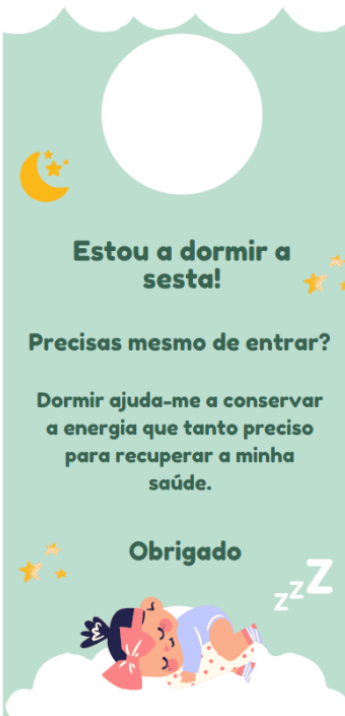 Estou a dormir a
sesta!
Precisas mesmo de entrar?
Dormir ajuda-me a conservar
a energia que tanto preciso
para recuperar a minha
saúde.
Obrigado
zzZ